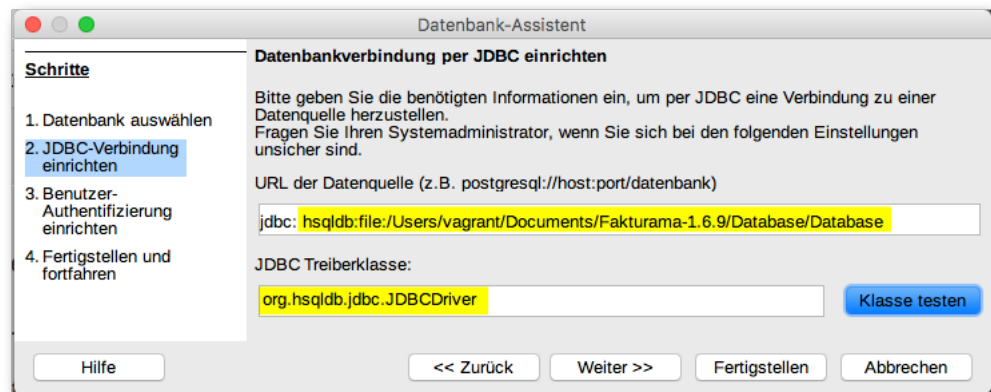 Datenbank-Assistent
Schritte
1. Datenbank auswählen
2. JDBC-Verbindung
einrichten
3. Benutzer-
Authentifizierung
einrichten
4. Fertigstellen und
fortfahren
Datenbankverbindung per JDBC einrichten
Bitte geben Sie die benötigten Informationen ein, um per JDBC eine Verbindung zu einer
Datenquelle herzustellen.
Fragen Sie Ihren Systemadministrator, wenn Sie sich bei den folgenden Einstellungen
unsicher sind.
URL der Datenquelle (z.B. postgresql://host:port/datenbank)
jdbc: hsqldb:file:/Users/vagrant/Documents/Fakturama-1.6.9/Database/Database
JDBC Treiberklasse:
org.hsqldb.jdbc.JDBCDriver
Klasse testen
Hilfe
<< Zurück
Weiter >>
Fertigstellen
Abbrechen